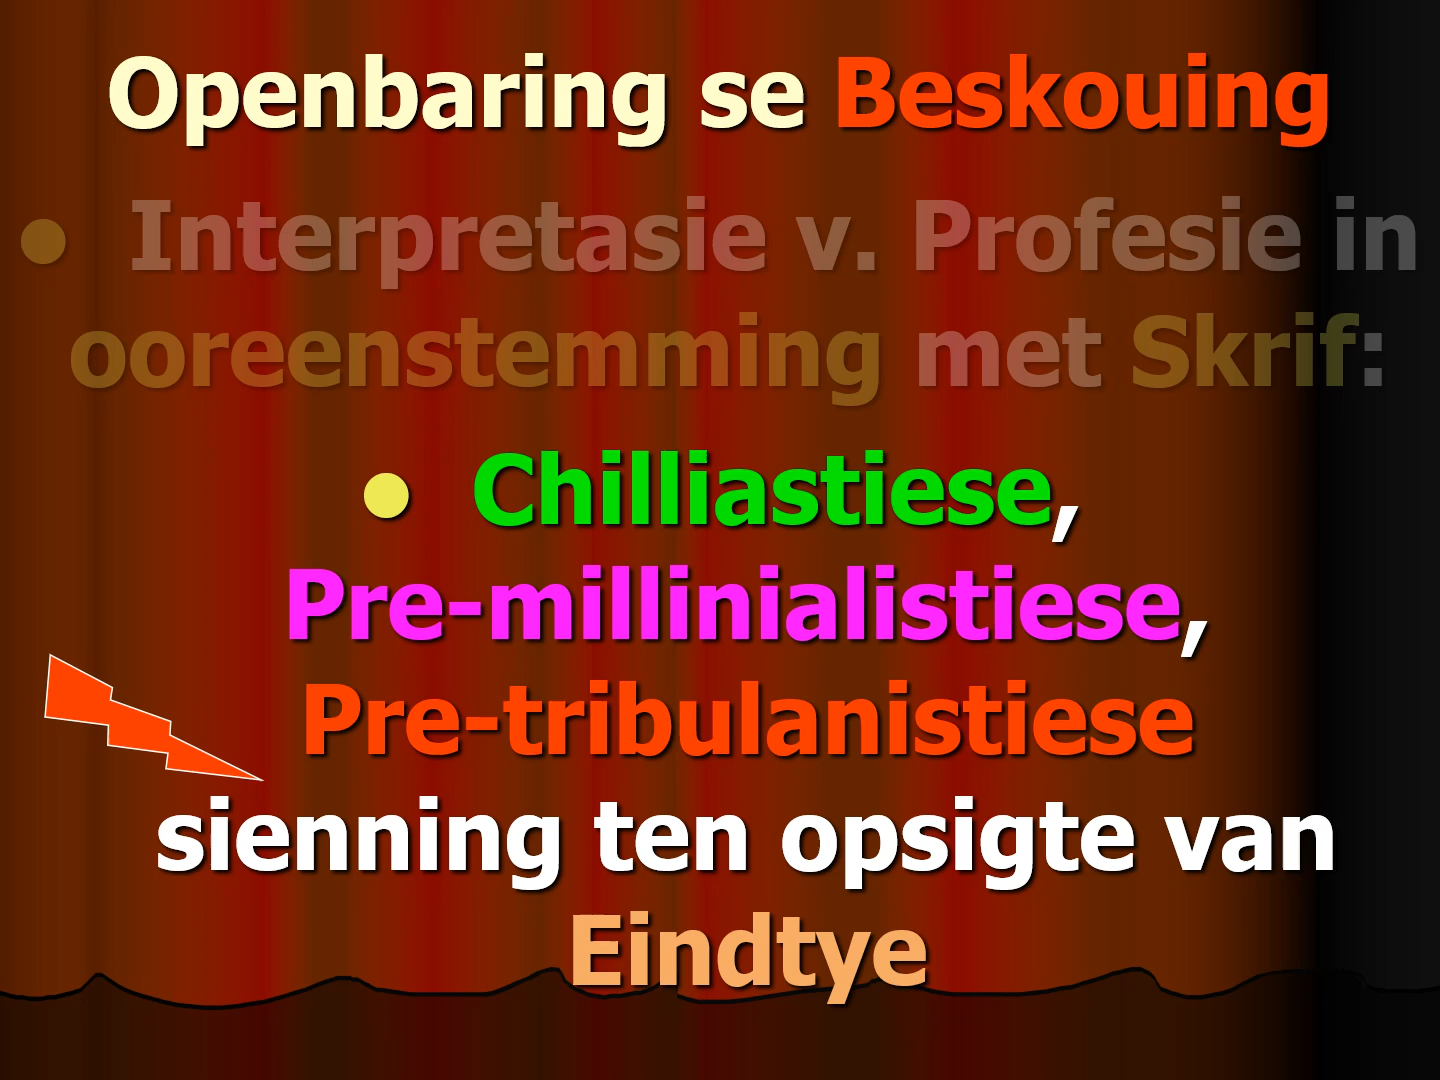 Openbaring se Beskouing
● Interpretasie v. Profesie in
ooreenstemming met Skrif:
● Chilliastiese,
Pre-millinialistiese,
Pre-tribulanistiese
sienning ten opsigte van
Eindtye